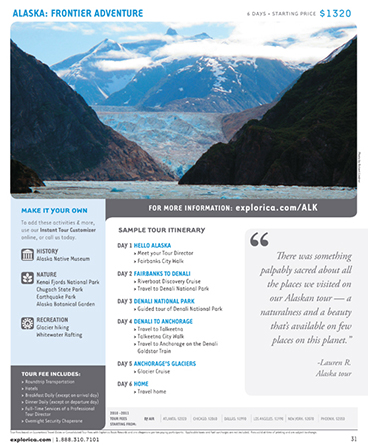 ALASKA: FRONTIER ADVENTURE
6 DAYS • STARTING PRICE $1320
FOR MORE INFORMATION: explorica.com/ALK
MAKE IT YOUR OWN
To add these activities & more,
use our Instant Tour Customizer
online, or call us today.
HISTORY
Alaska Native Museum
NATURE
Kenai Fjords National Park
Chugach State Park
Earthquake Park
Alaska Botanical Garden
RECREATION
Glacier hiking
Whitewater Rafting
TOUR FEE INCLUDES:
• Roundtrip Transportation
• Hotels
• Breakfast Daily (except on arrival day)
• Dinner Daily (except on departure day)
• Full-Time Services of a Professional
Tour Director
• Overnight Security Chaperone
SAMPLE TOUR ITINERARY
DAY 1 HELLO ALASKA
• Meet your Tour Director
• Fairbanks City Walk
DAY 2 FAIRBANKS TO DENALI
• Riverboat Discovery Cruise
• Travel to Denali National Park
DAY 3 DENALI NATIONAL PARK
• Guided tour of Denali National Park
DAY 4 DENALI TO ANCHORAGE
• Travel to Talkeetna
• Talkeetna City Walk
• Travel to Anchorage on the Denali
Goldstar Train
DAY 5 ANCHORAGE'S GLACIERS
• Glacier Cruise
DAY 6 HOME
• Travel home
“
There was something
palpably sacred about all
the places we visited on
our Alaskan tour — a
naturalness and a beauty
that's available on few
places on this planet.”
-Lauren R.
Alaska tour
TOUR FEES
STARTING FROM:
explorica.com | 1.888.310.7101
31